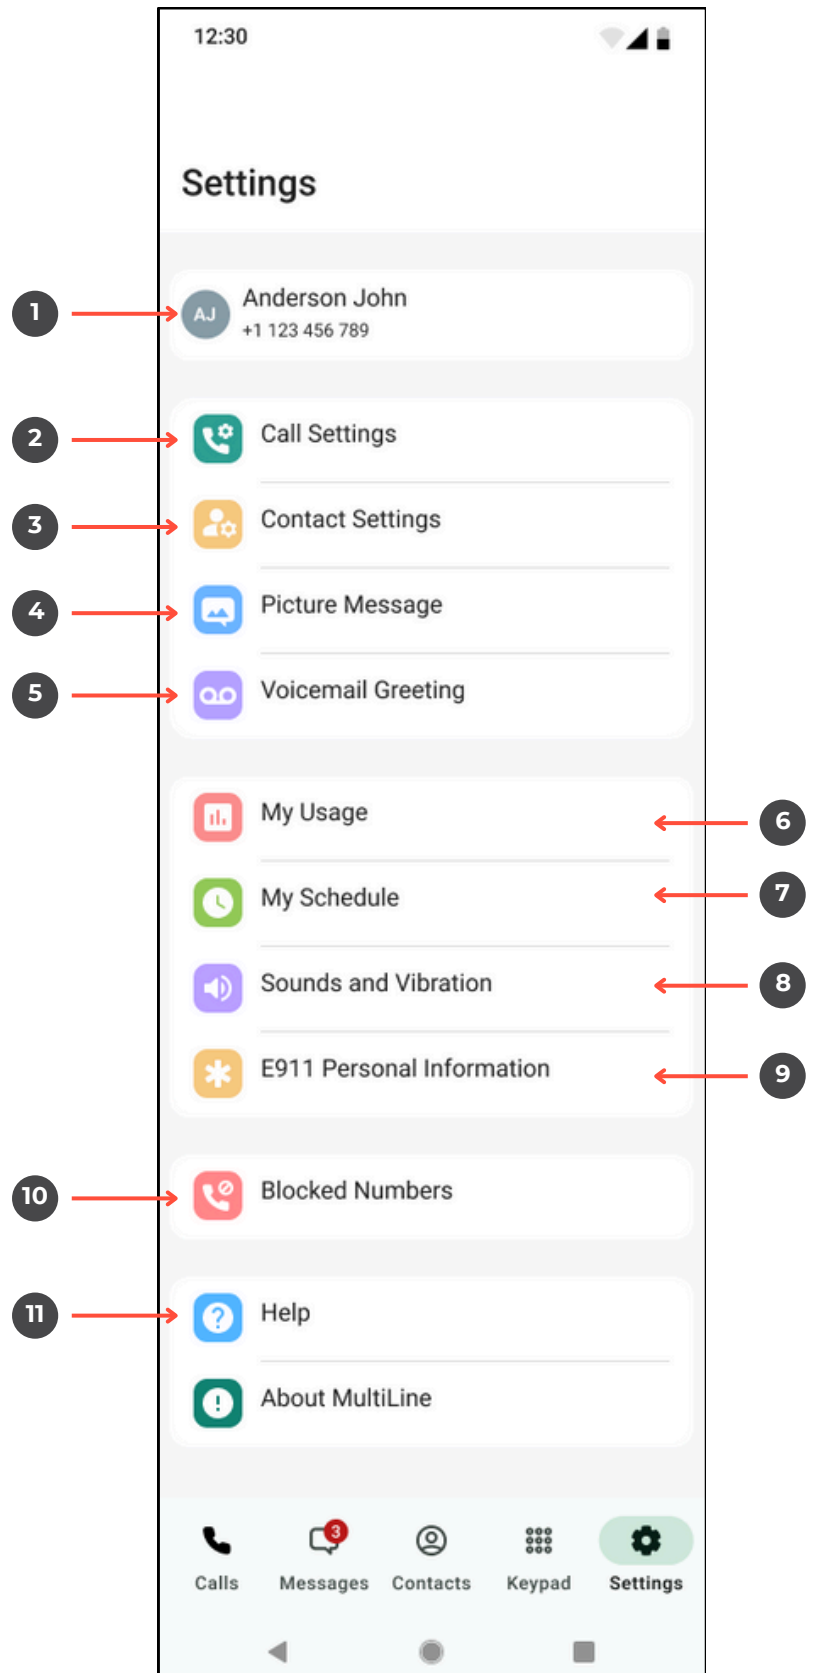 12:30
Settings
1
AJ
Anderson John
+1 123 456 789
2
Call Settings
3
Contact Settings
4
Picture Message
5
Voicemail Greeting
My Usage
6
My Schedule
7
Sounds and Vibration
8
E911 Personal Information
9
10
Blocked Numbers
11
Help
About MultiLine
3
Calls Messages Contacts Keypad Settings